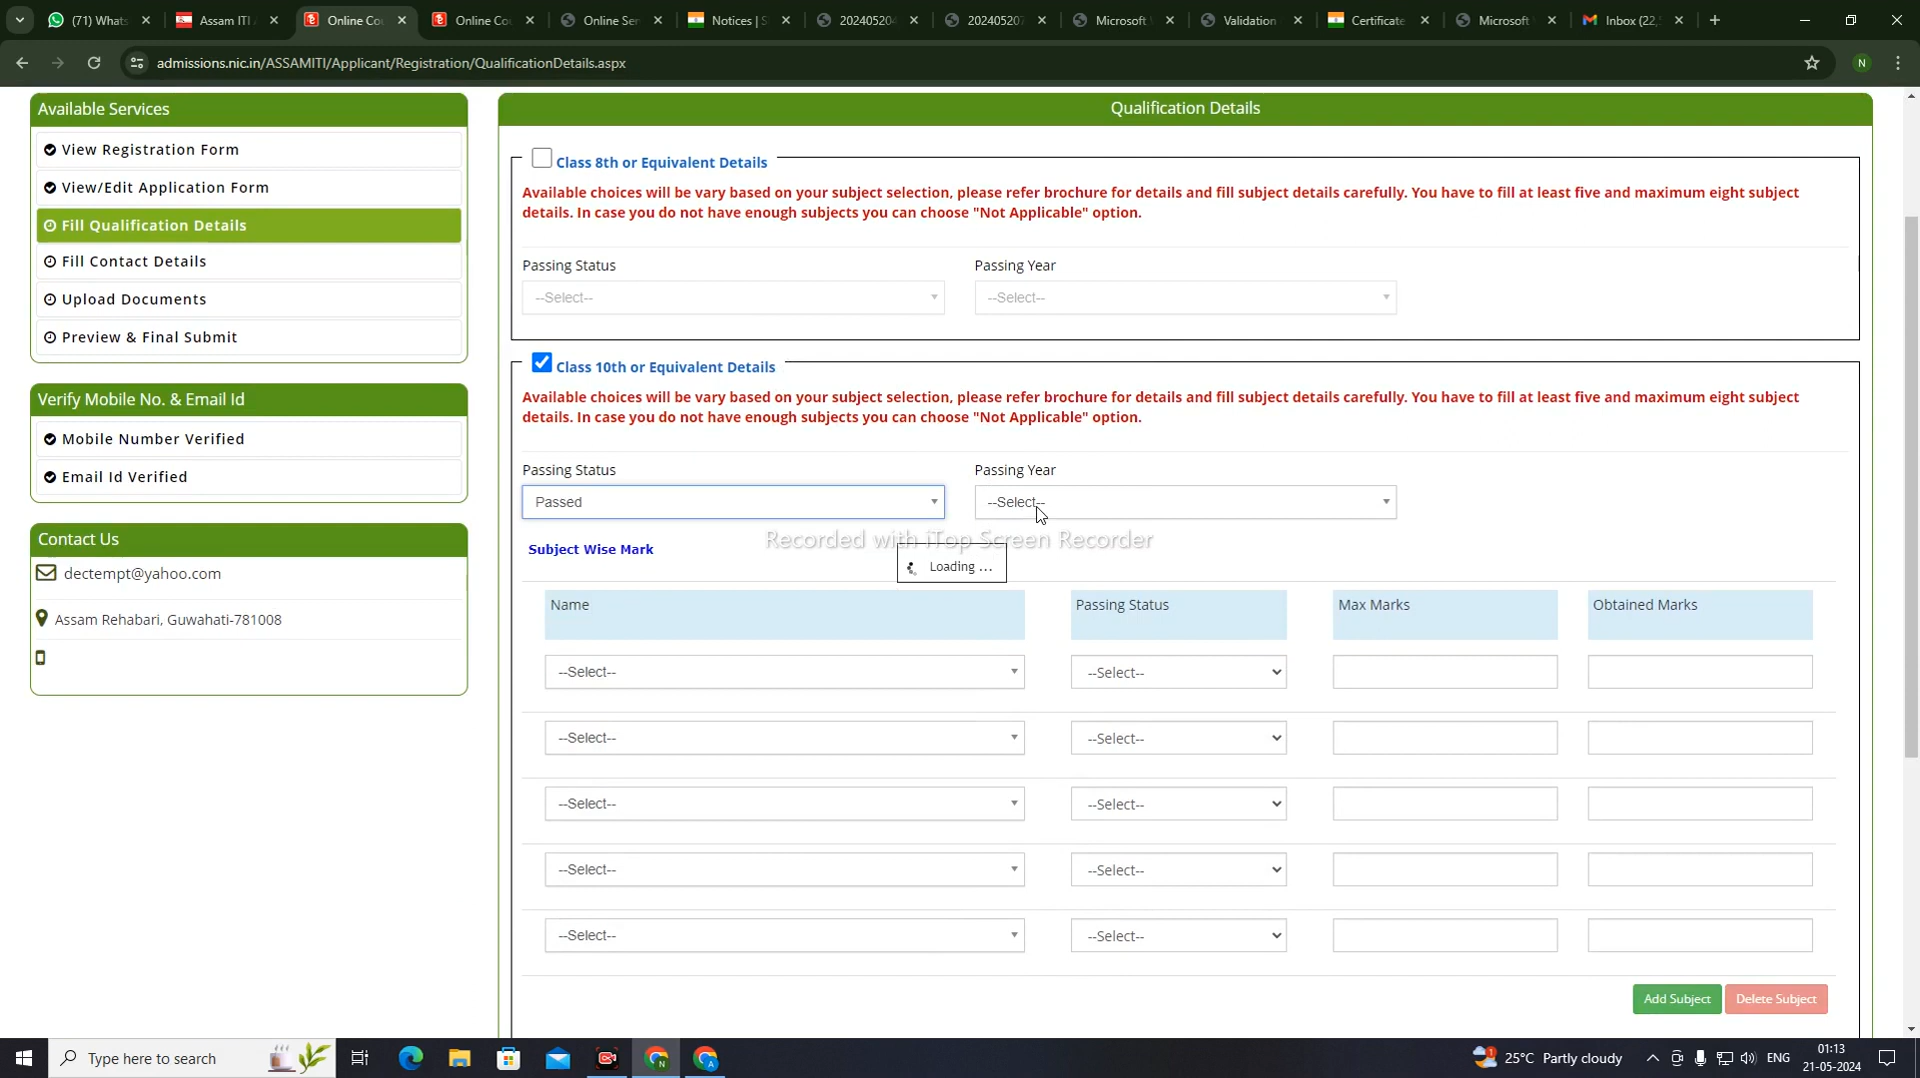 (71) Whats
Assam ITI A
Online Cou
Online Cou
Online Ser
Notices | S
20240520
20240520
Microsoft
Validation
Certificate
Microsoft
Inbox (22,
admissions.nic.in/ASSAMITI/Applicant/Registration/QualificationDetails.aspx
N
Available Services
View Registration Form
View/Edit Application Form
Fill Qualification Details
Fill Contact Details
Upload Documents
Preview & Final Submit
Verify Mobile No. & Email Id
Mobile Number Verified
Email Id Verified
Contact Us
dectempt@yahoo.com
Assam Rehabari, Guwahati-781008
Qualification Details
Class 8th or Equivalent Details
Available choices will be vary based on your subject selection, please refer brochure for details and fill subject details carefully. You have to fill at least five and maximum eight subject
details. In case you do not have enough subjects you can choose "Not Applicable" option.
Passing Status Passing Year
--Select-- --Select--
Class 10th or Equivalent Details
Available choices will be vary based on your subject selection, please refer brochure for details and fill subject details carefully. You have to fill at least five and maximum eight subject
details. In case you do not have enough subjects you can choose "Not Applicable" option.
Passing Status Passing Year
Passed --Select--
Recorded with iTop Screen Recorder
Subject Wise Mark
Loading ...
Name Passing Status Max Marks Obtained Marks
--Select-- --Select--
--Select-- --Select--
--Select-- --Select--
--Select-- --Select--
--Select-- --Select--
Add Subject Delete Subject
Type here to search
25°C Partly cloudy
ENG
01:13
21-05-2024